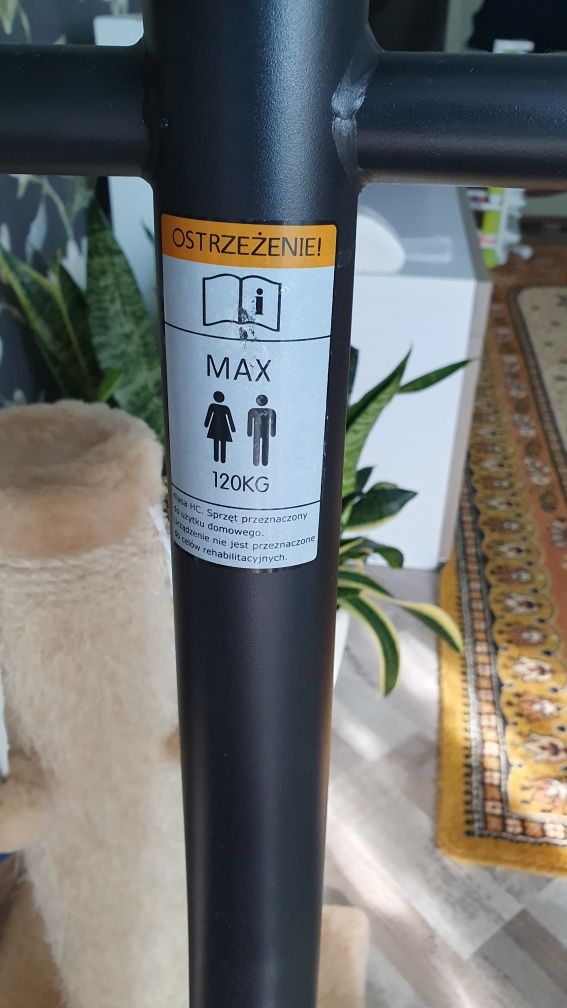 OSTRZEŻENIE!
i
MAX
120KG
Klasa HC. Sprzęt przeznaczony
do użytku domowego.
urządzenie nie jest przeznaczone
do celów rehabilitacyjnych.